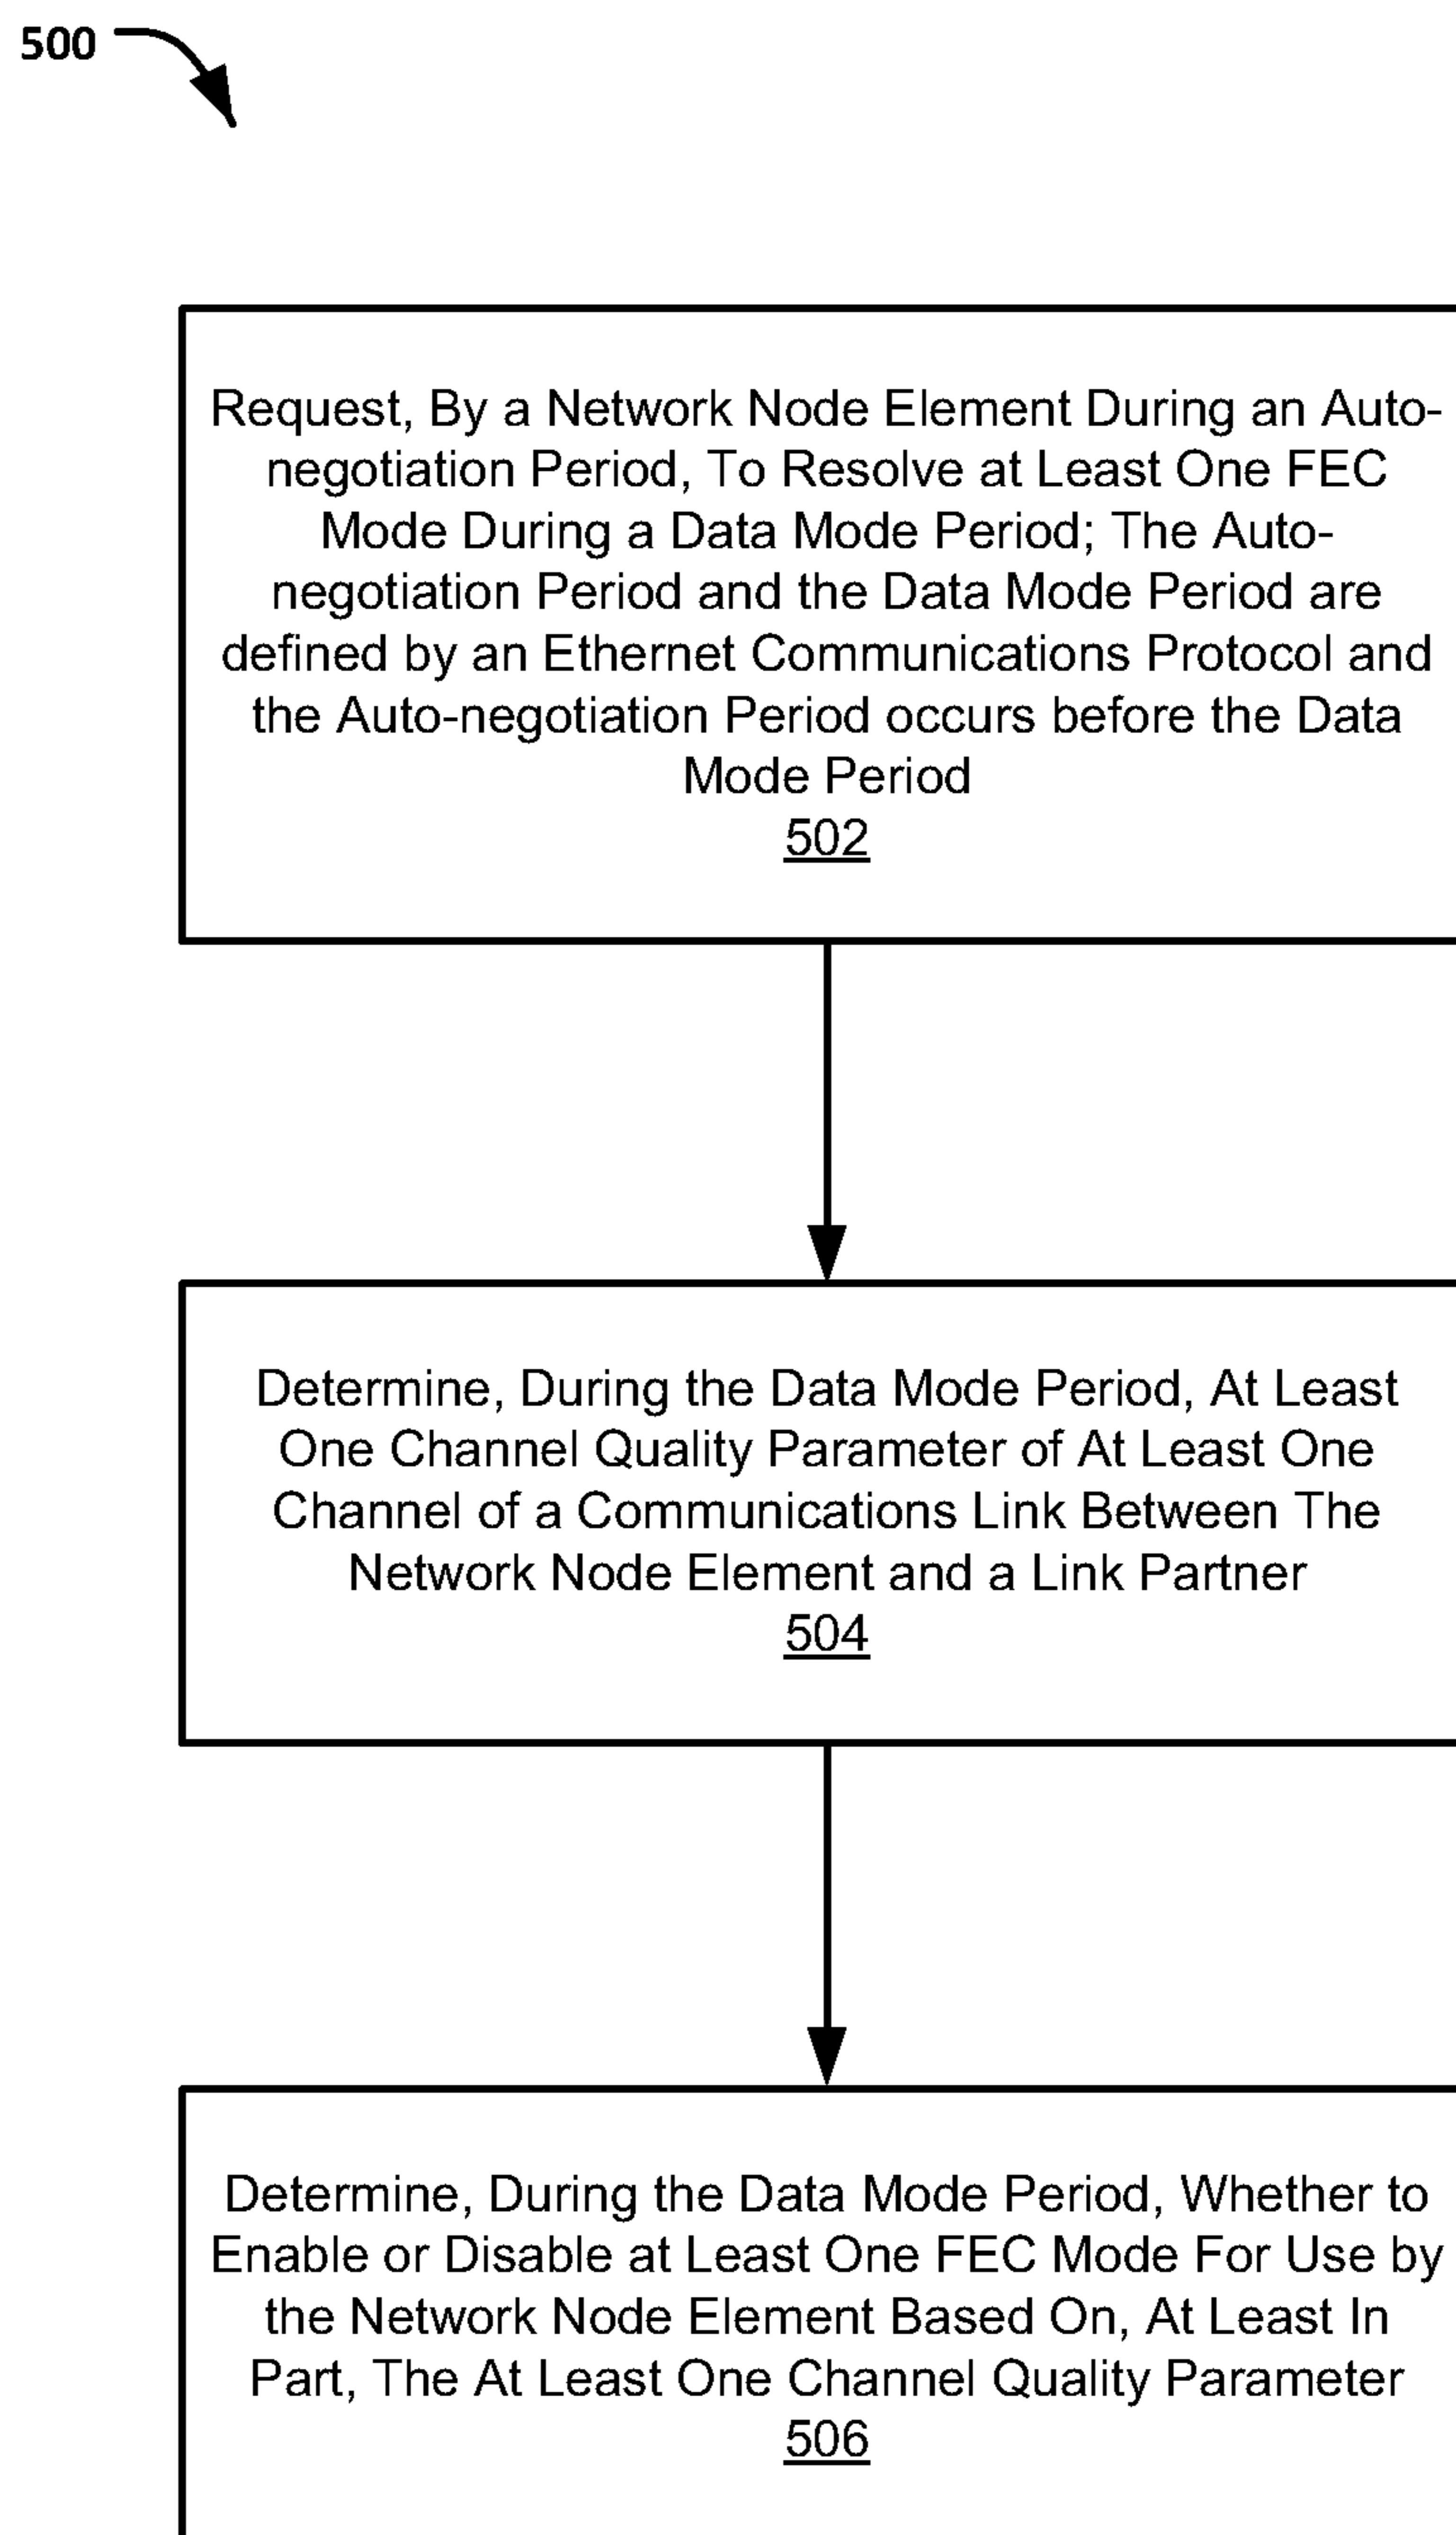 500
Request, By a Network Node Element During an Auto-
negotiation Period, To Resolve at Least One FEC
Mode During a Data Mode Period; The Auto-
negotiation Period and the Data Mode Period are
defined by an Ethernet Communications Protocol and
the Auto-negotiation Period occurs before the Data
Mode Period
502
Determine, During the Data Mode Period, At Least
One Channel Quality Parameter of At Least One
Channel of a Communications Link Between The
Network Node Element and a Link Partner
504
Determine, During the Data Mode Period, Whether to
Enable or Disable at Least One FEC Mode For Use by
the Network Node Element Based On, At Least In
Part, The At Least One Channel Quality Parameter
506